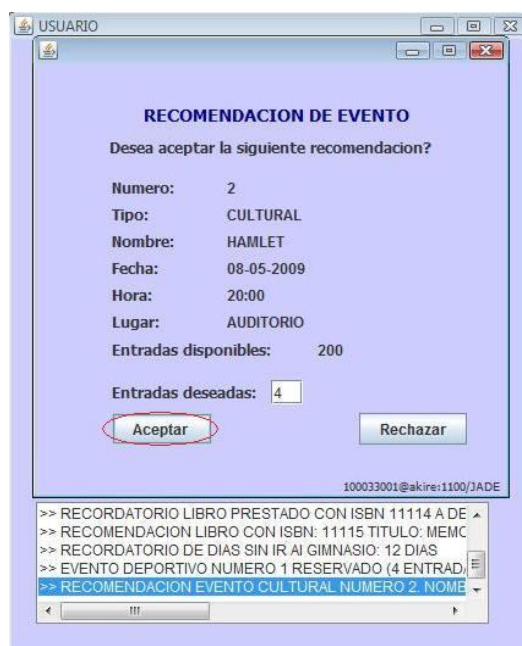 USUARIO
RECOMENDACION DE EVENTO
Desea aceptar la siguiente recomendacion?
Numero: 2
Tipo: CULTURAL
Nombre: HAMLET
Fecha: 08-05-2009
Hora: 20:00
Lugar: AUDITORIO
Entradas disponibles: 200
Entradas deseadas: 4
Aceptar Rechazar
100033001@akire:1100/JADE
>> RECORDATORIO LIBRO PRESTADO CON ISBN 11114 A DE
>> RECOMENDACION LIBRO CON ISBN: 11115 TITULO: MEMO
>> RECORDATORIO DE DIAS SIN IR AI GIMNASIO: 12 DIAS
>> EVENTO DEPORTIVO NUMERO 1 RESERVADO (4 ENTRADA
>> RECOMENDACION EVENTO CULTURAL NUMERO 2. NOMB